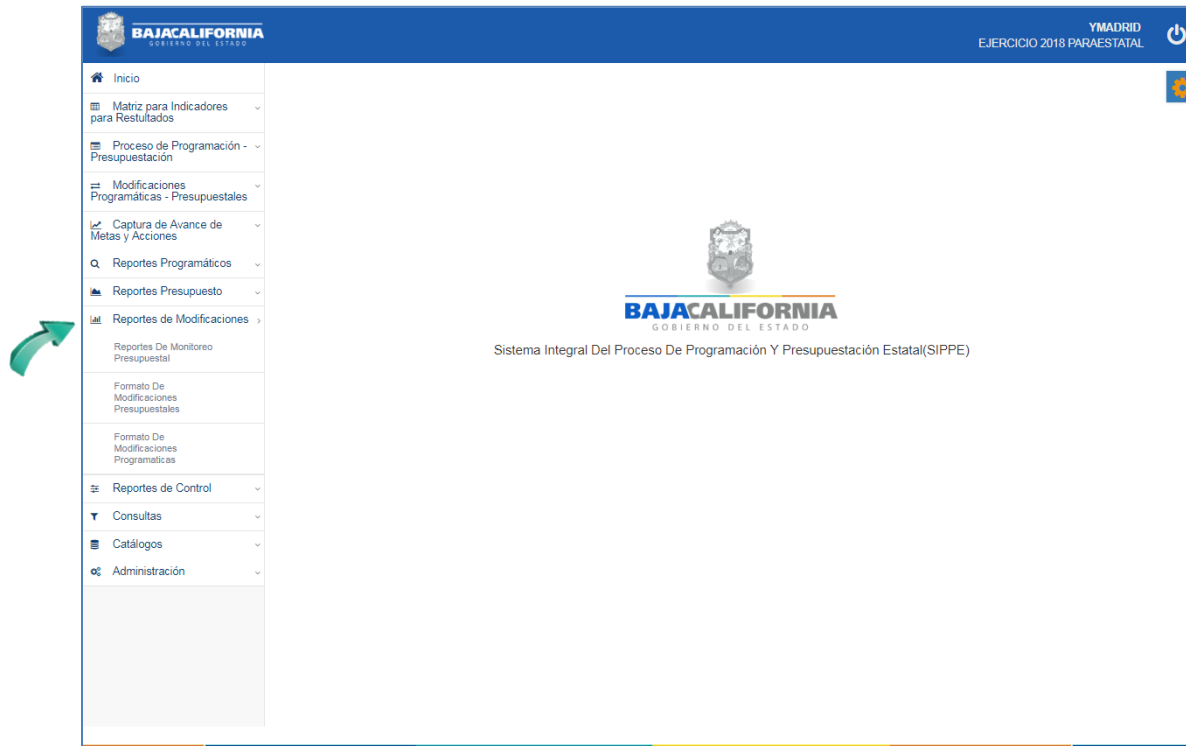 BAJACALIFORNIA
GOBIERNO DEL ESTADO
YMADRID
EJERCICIO 2018 PARAESTATAL
Inicio
Matriz para Indicadores
para Restultados
Proceso de Programación -
Presupuestación
Modificaciones
Programáticas - Presupuestales
Captura de Avance de
Metas y Acciones
Reportes Programáticos
Reportes Presupuesto
Reportes de Modificaciones
Reportes De Monitoreo
Presupuestal
Formato De
Modificaciones
Presupuestales
Formato De
Modificaciones
Programaticas
Reportes de Control
Consultas
Catálogos
Administración
BAJACALIFORNIA
GOBIERNO DEL ESTADO
Sistema Integral Del Proceso De Programación Y Presupuestación Estatal(SIPPE)